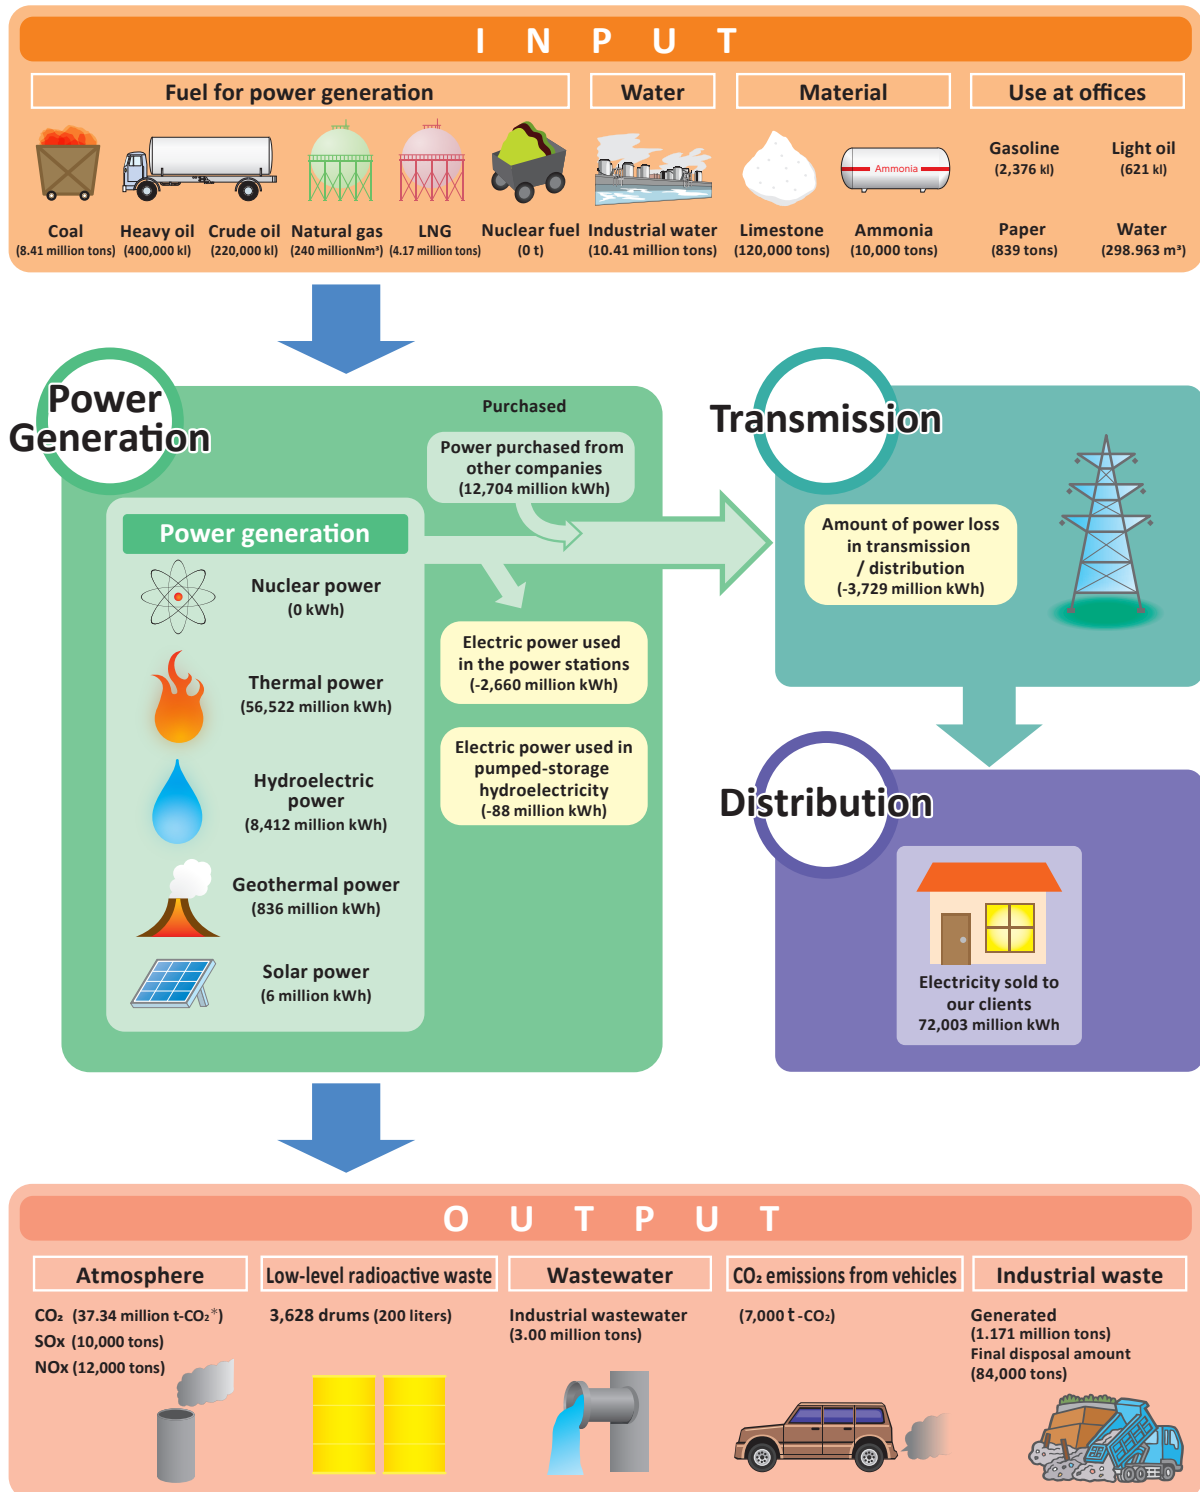 INPUT
Fuel for power generation
Water
Material
Use at offices
Coal
(8.41 million tons)
Heavy oil
(400,000 kl)
Crude oil
(220,000 kl)
Natural gas
(240 millionNm³)
LNG
(4.17 million tons)
Nuclear fuel
(0 t)
Industrial water
(10.41 million tons)
Limestone
(120,000 tons)
Ammonia
Ammonia
(10,000 tons)
Gasoline
(2,376 kl)
Light oil
(621 kl)
Paper
(839 tons)
Water
(298.963 m³)
Power
Generation
Purchased
Power purchased from
other companies
(12,704 million kWh)
Power generation
Nuclear power
(0 kWh)
Thermal power
(56,522 million kWh)
Hydroelectric
power
(8,412 million kWh)
Geothermal power
(836 million kWh)
Solar power
(6 million kWh)
Electric power used
in the power stations
(-2,660 million kWh)
Electric power used in
pumped-storage
hydroelectricity
(-88 million kWh)
Transmission
Amount of power loss
in transmission
/ distribution
(-3,729 million kWh)
Distribution
Electricity sold to
our clients
72,003 million kWh
OUTPUT
Atmosphere
CO₂ (37.34 million t-CO₂*)
SOx (10,000 tons)
NOx (12,000 tons)
Low-level radioactive waste
3,628 drums (200 liters)
Wastewater
Industrial wastewater
(3.00 million tons)
CO₂ emissions from vehicles
(7,000 t -CO₂)
Industrial waste
Generated
(1.171 million tons)
Final disposal amount
(84,000 tons)